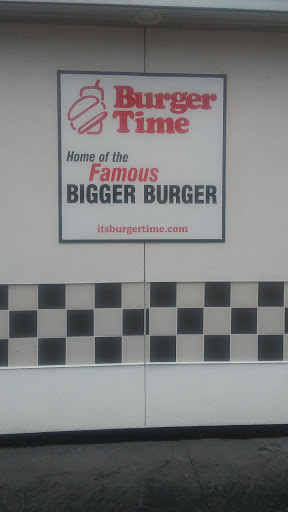 Burger
Time
Home of the
Famous
BIGGER BURGER
itsburgertime.com